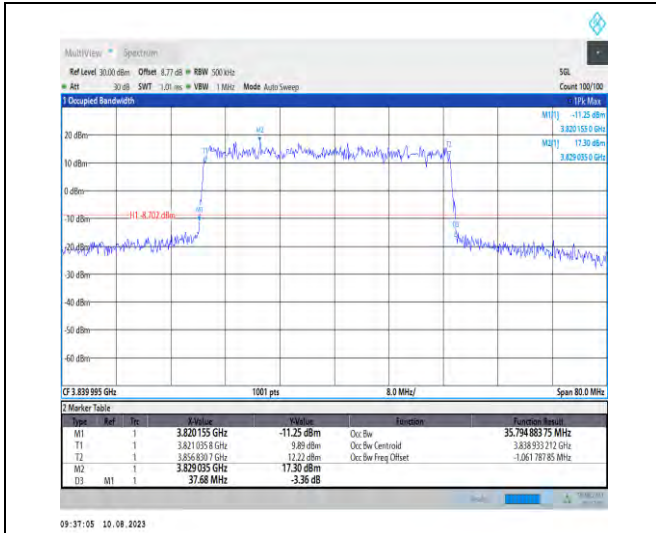 MultiView Spectrum
Ref Level 30.00 dBm Offset 8.77 dB RBW 500 kHz SGL
Att 30 dB SWT 1.01 ms VBW 1 MHz Mode Auto Sweep Count 100/100
1 Occupied Bandwidth 1Pk Max
M1[1] -11.25 dBm
3.820 155 0 GHz
M2[1] 17.30 dBm
3.829 035 0 GHz
20 dBm
M2
T1 T2
10 dBm
0 dBm
M1
H1 -8.702 dBm
-10 dBm
-20 dBm
-30 dBm
-40 dBm
-50 dBm
-60 dBm
CF 3.839 995 GHz 1001 pts 8.0 MHz/ Span 80.0 MHz
2 Marker Table
Type Ref Trc X-Value Y-Value Function Function Result
M1 1 3.820155 GHz -11.25 dBm Occ Bw 35.794 883 75 MHz
T1 1 3.821 035 8 GHz 9.89 dBm Occ Bw Centroid 3.838 933 212 GHz
T2 1 3.856 830 7 GHz 12.22 dBm Occ Bw Freq Offset -1.061 787 85 MHz
M2 1 3.829035 GHz 17.30 dBm
D3 M1 1 37.68 MHz -3.36 dB
09:37:05 10.08.2023